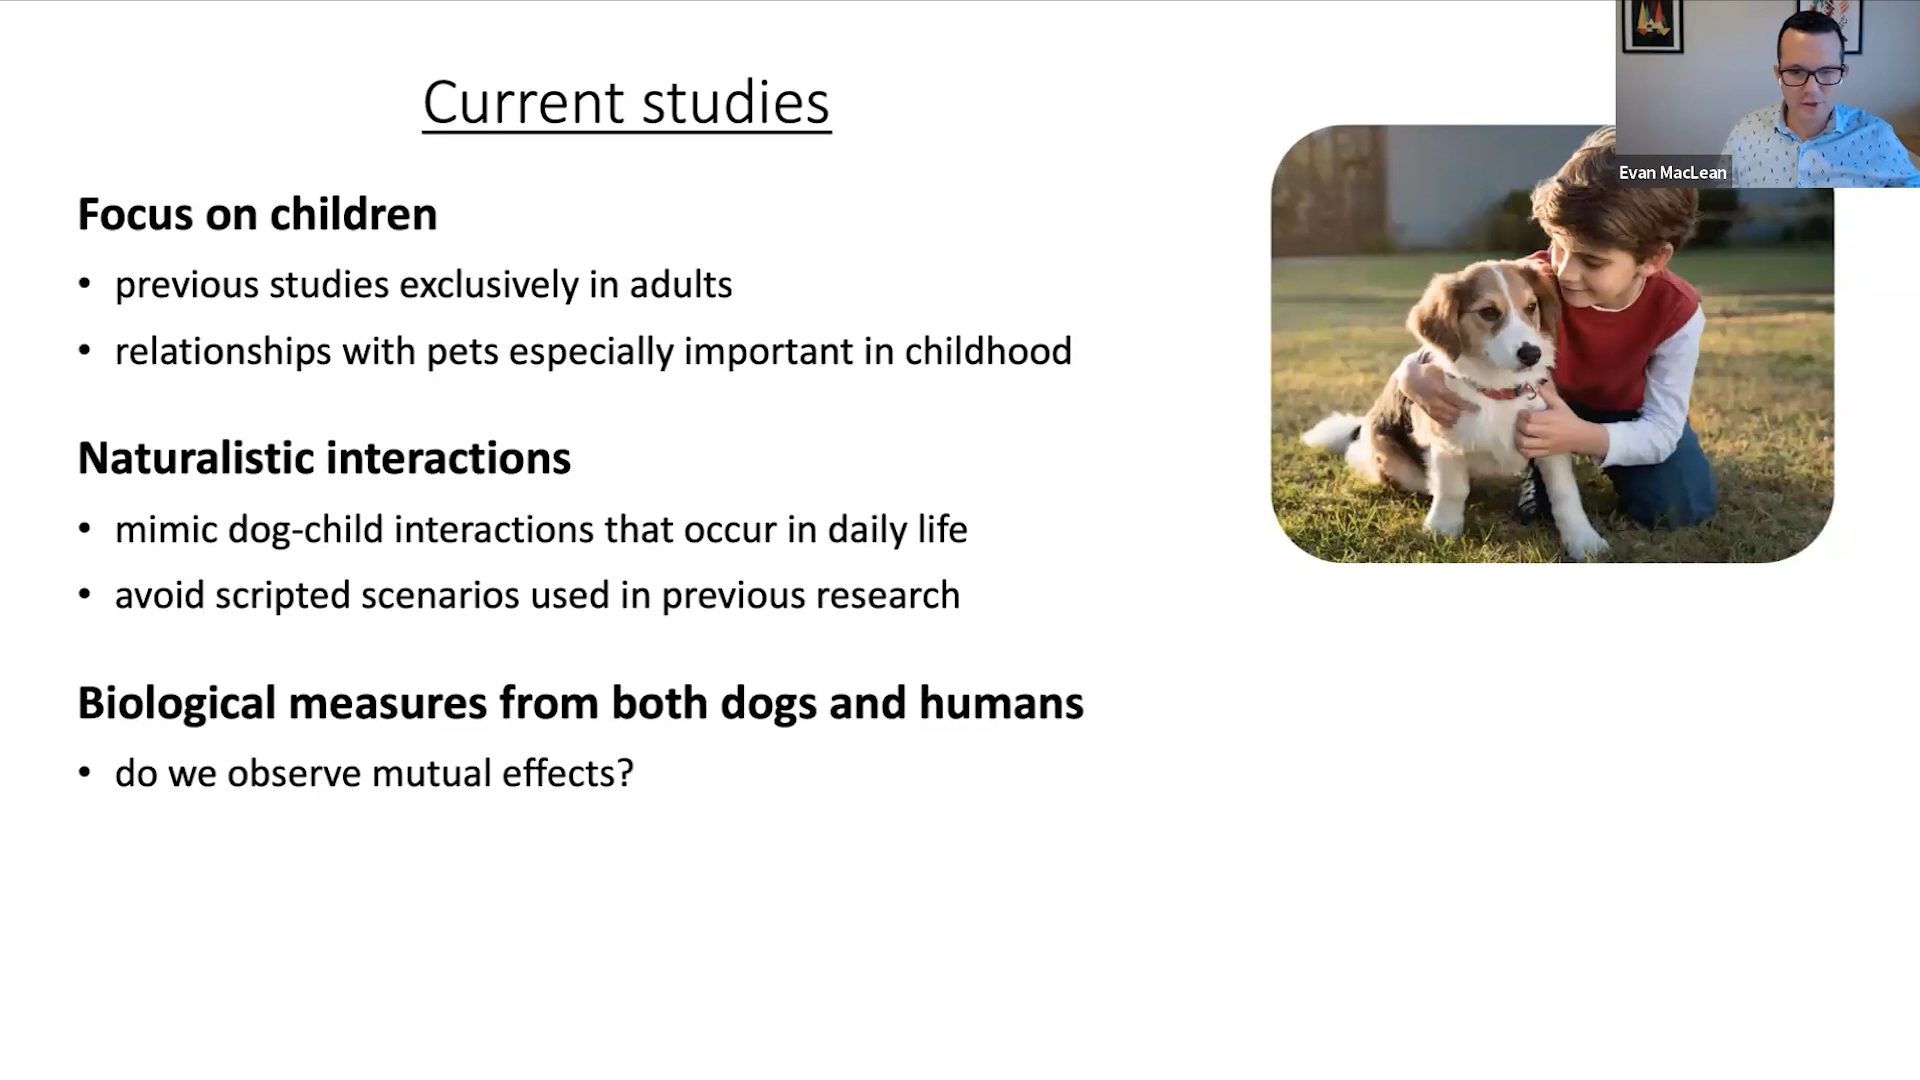 Current studies
Evan MacLean
Focus on children
• previous studies exclusively in adults
• relationships with pets especially important in childhood
Naturalistic interactions
• mimic dog-child interactions that occur in daily life
• avoid scripted scenarios used in previous research
Biological measures from both dogs and humans
• do we observe mutual effects?